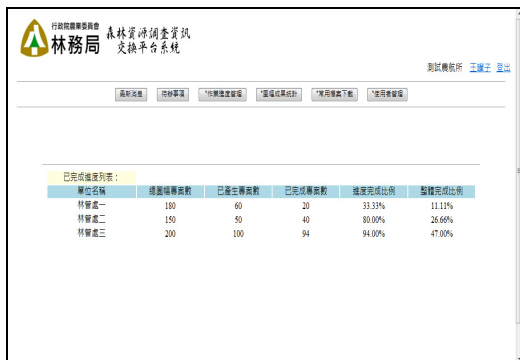 行政院農業委員會
林務局
森林資源調查資訊
交換平台系統
測試農航所 王曜子 登出
最新消息 待辦事項 *作業進度管理 *圖幅成果統計 *常用檔案下載 *使用者管理
已完成進度列表：
單位名稱 總圖幅專案數 已產生專案數 已完成專案數 進度完成比例 整體完成比例
林管處一 180 60 20 33.33% 11.11%
林管處二 150 50 40 80.00% 26.66%
林管處三 200 100 94 94.00% 47.00%